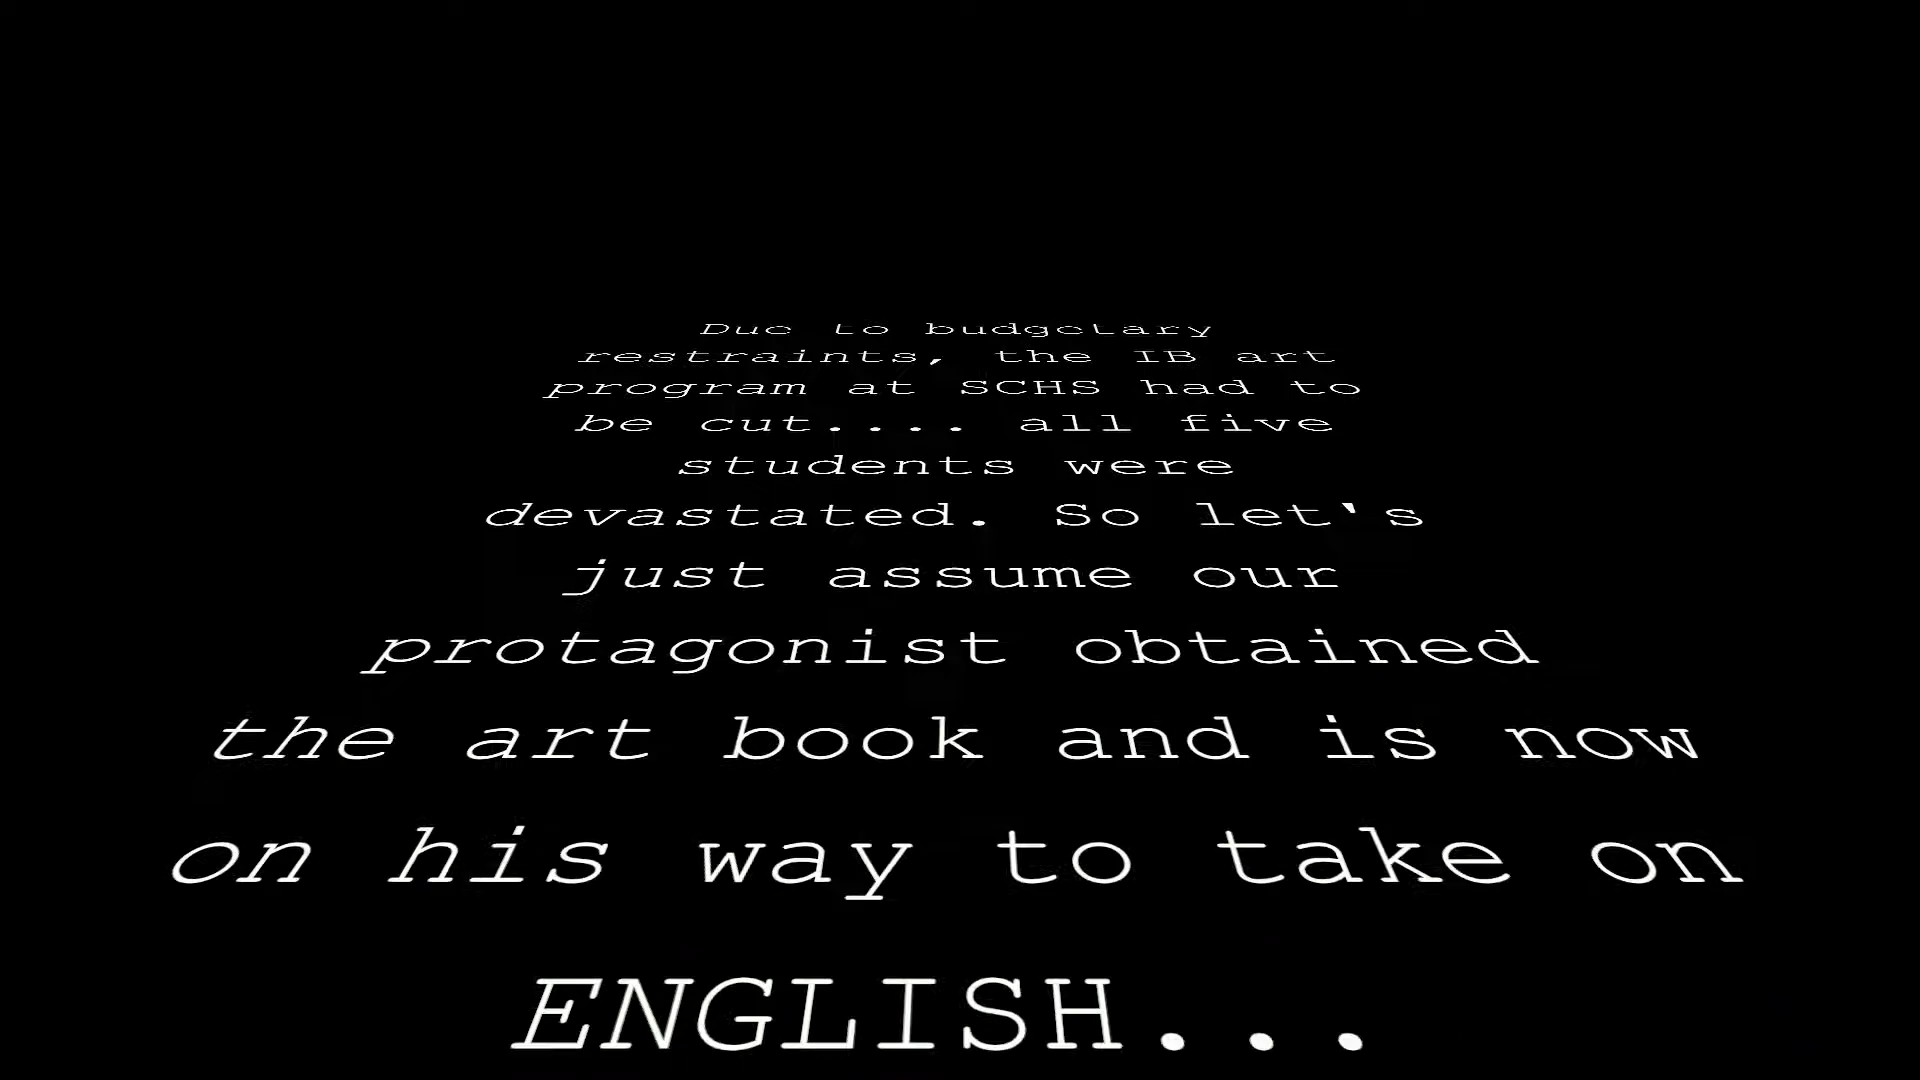 Due to budgetary
restraints, the IB art
program at SCHS had to
be cut.... all five
students were
devastated. So let's
just assume our
protagonist obtained
the art book and is now
on his way to take on
ENGLISH...